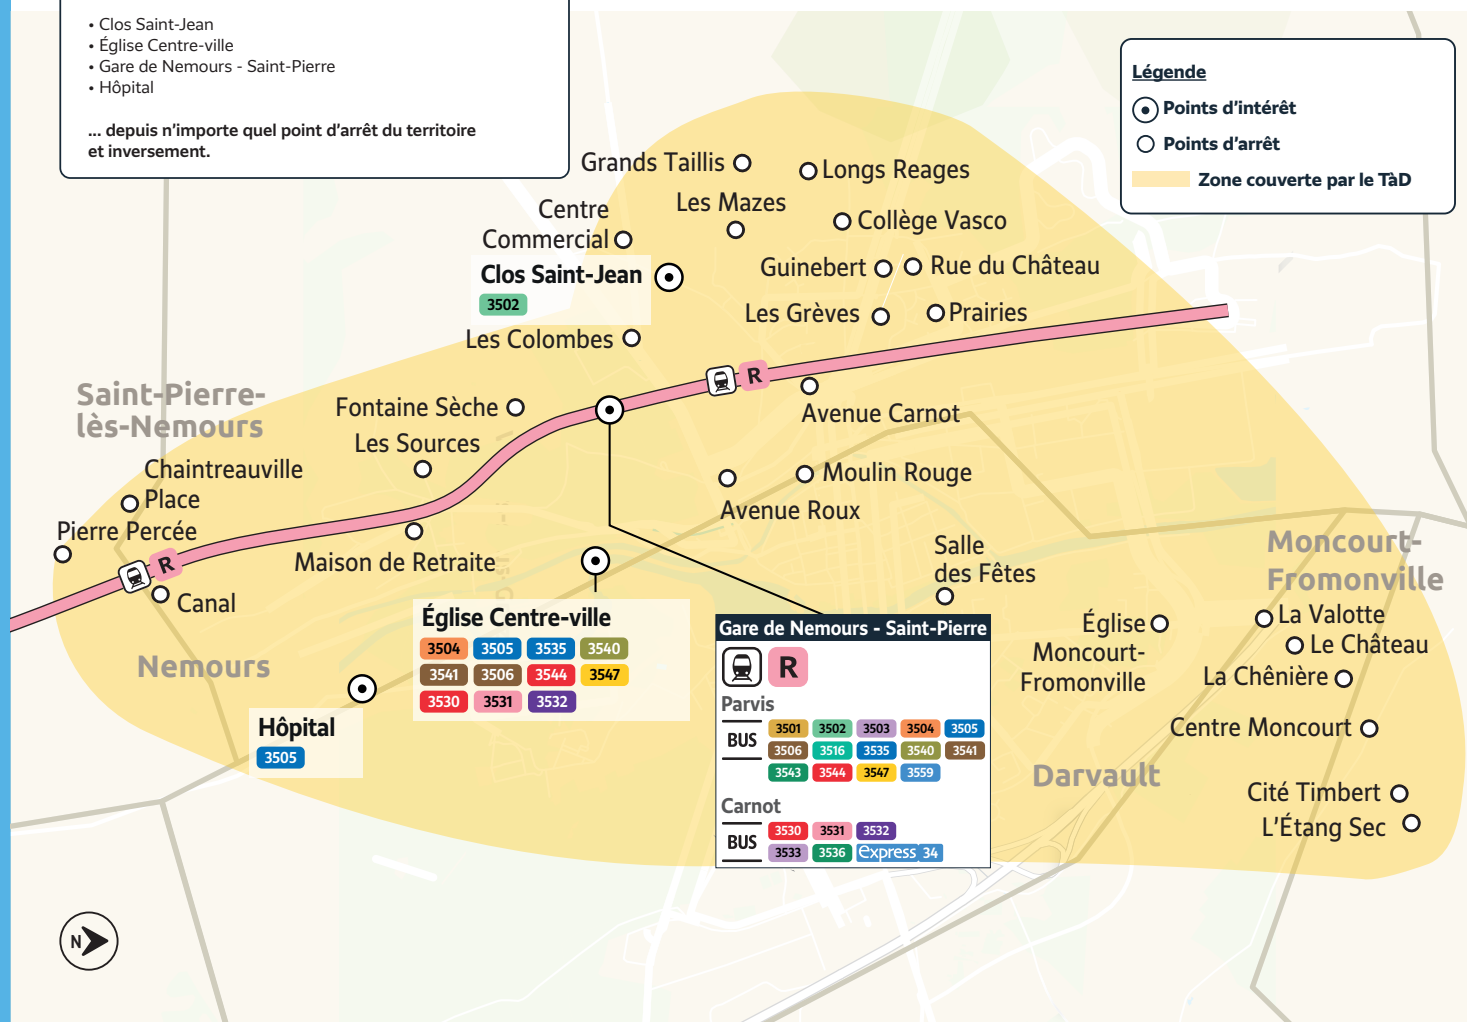 • Clos Saint-Jean
• Église Centre-ville
• Gare de Nemours - Saint-Pierre
• Hôpital
... depuis n’importe quel point d’arrêt du territoire
et inversement.
Légende
Points d’intérêt
Points d’arrêt
Zone couverte par le TàD
Grands Taillis
Longs Reages
Les Mazes
Centre
Commercial
Collège Vasco
Clos Saint-Jean
3502
Guinebert
Rue du Château
Les Grèves
Prairies
Les Colombes
R
Saint-Pierre-
lès-Nemours
Fontaine Sèche
Avenue Carnot
Les Sources
Chaintreauville
Place
Moulin Rouge
Avenue Roux
Pierre Percée
R
Maison de Retraite
Canal
Salle
des Fêtes
Moncourt-
Fromonville
Église Centre-ville
3504 3505 3535 3540
3541 3506 3544 3547
3530 3531 3532
Nemours
Hôpital
3505
Gare de Nemours - Saint-Pierre
R
Parvis
BUS
3501 3502 3503 3504 3505
3506 3516 3535 3540 3541
3543 3544 3547 3559
Carnot
BUS
3530 3531 3532
3533 3536 express 34
Église
Moncourt-
Fromonville
La Valotte
Le Château
La Chênière
Centre Moncourt
Darvault
Cité Timbert
L’Étang Sec
N